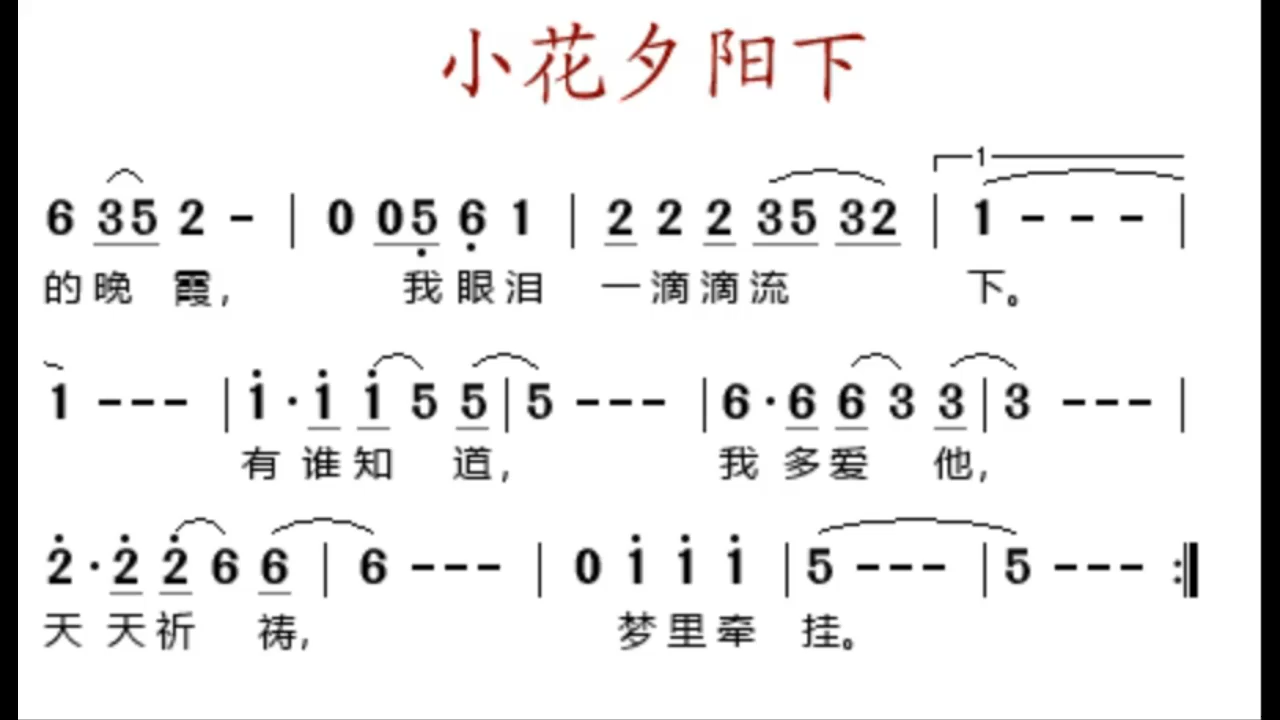 小花夕阳下
1
6 35 2 - | 0 05 6 1 | 2 2 2 35 32 | 1 - - - |
的晚 霞, 我眼泪 一滴滴流 下。
1 - - - | 1 · 1 1 5 5 | 5 - - - | 6 · 6 6 3 3 | 3 - - - |
有 谁知 道, 我 多爱 他,
2 · 2 2 6 6 | 6 - - - | 0 1 1 1 | 5 - - - | 5 - - - :|
天 天祈 祷, 梦里牵 挂。